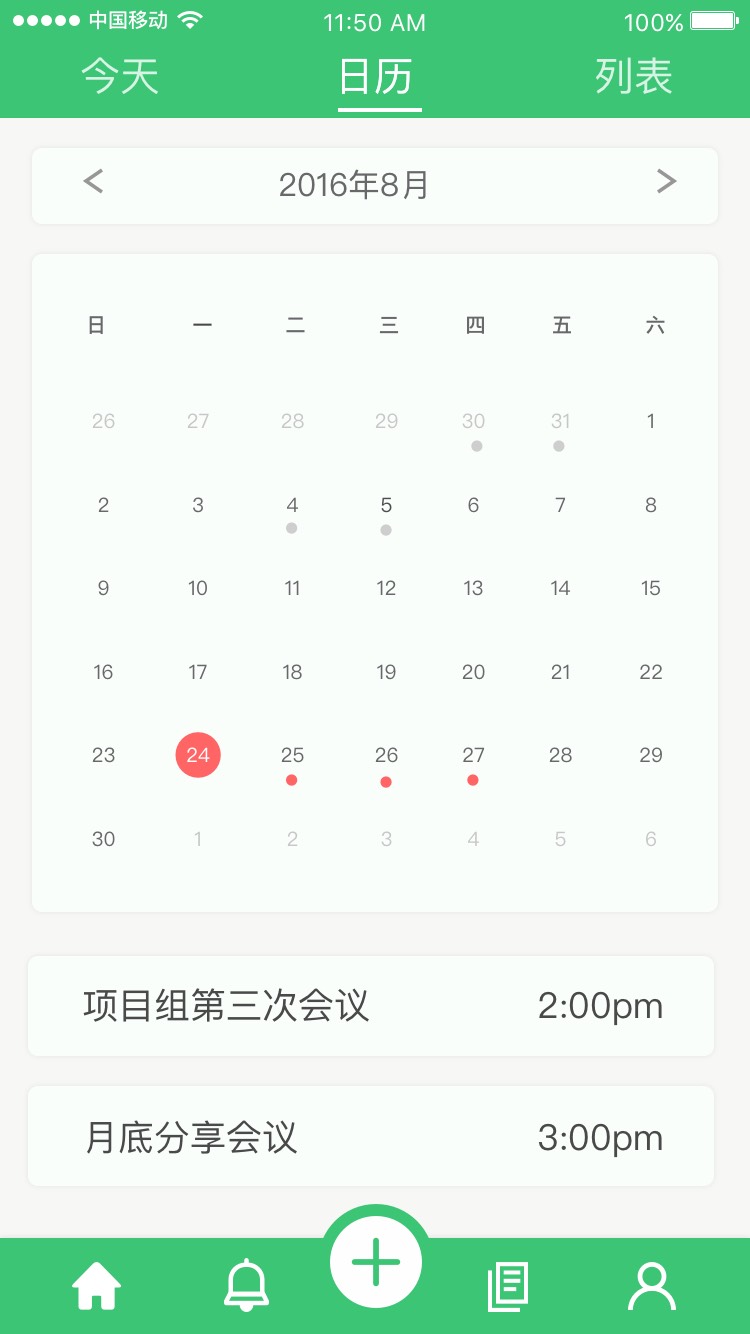 中国移动 11:50 AM 100%
今天 日历 列表
< 2016年8月 >
日 一 二 三 四 五 六
26 27 28 29 30 31 1
2 3 4 5 6 7 8
9 10 11 12 13 14 15
16 17 18 19 20 21 22
23 24 25 26 27 28 29
30 1 2 3 4 5 6
项目组第三次会议 2:00pm
月底分享会议 3:00pm